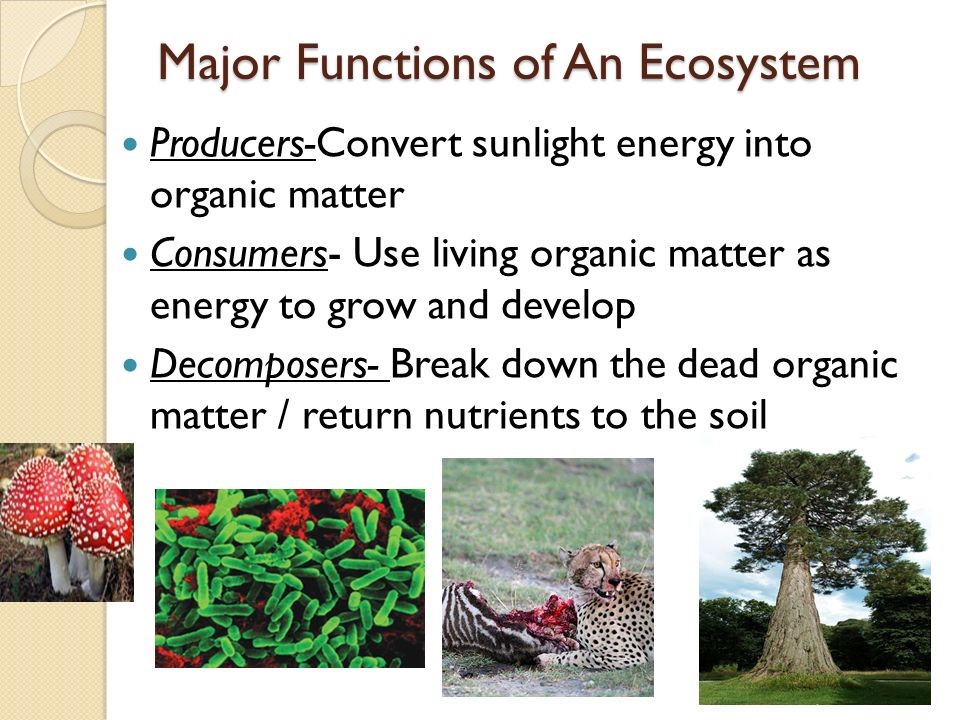 Major Functions of An Ecosystem
Producers-Convert sunlight energy into
organic matter
Consumers- Use living organic matter as
energy to grow and develop
Decomposers- Break down the dead organic
matter / return nutrients to the soil